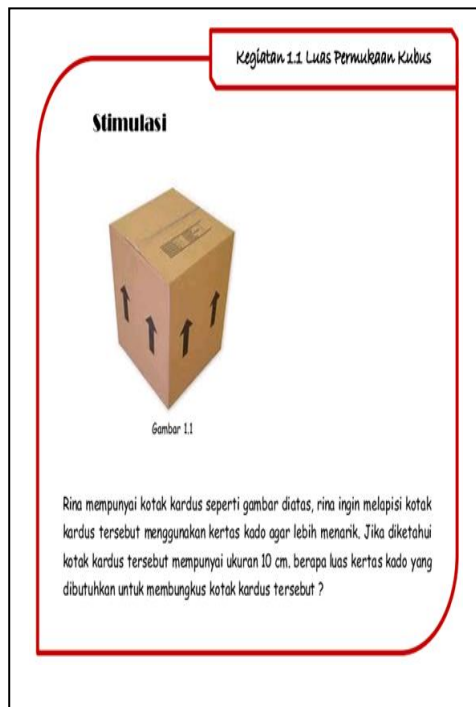 Kegiatan 1.1 Luas Permukaan Kubus
Stimulasi
Gambar 1.1
Rina mempunyai kotak kardus seperti gambar diatas, rina ingin melapisi kotak
kardus tersebut menggunakan kertas kado agar lebih menarik. Jika diketahui
kotak kardus tersebut mempunyai ukuran 10 cm. berapa luas kertas kado yang
dibutuhkan untuk membungkus kotak kardus tersebut ?